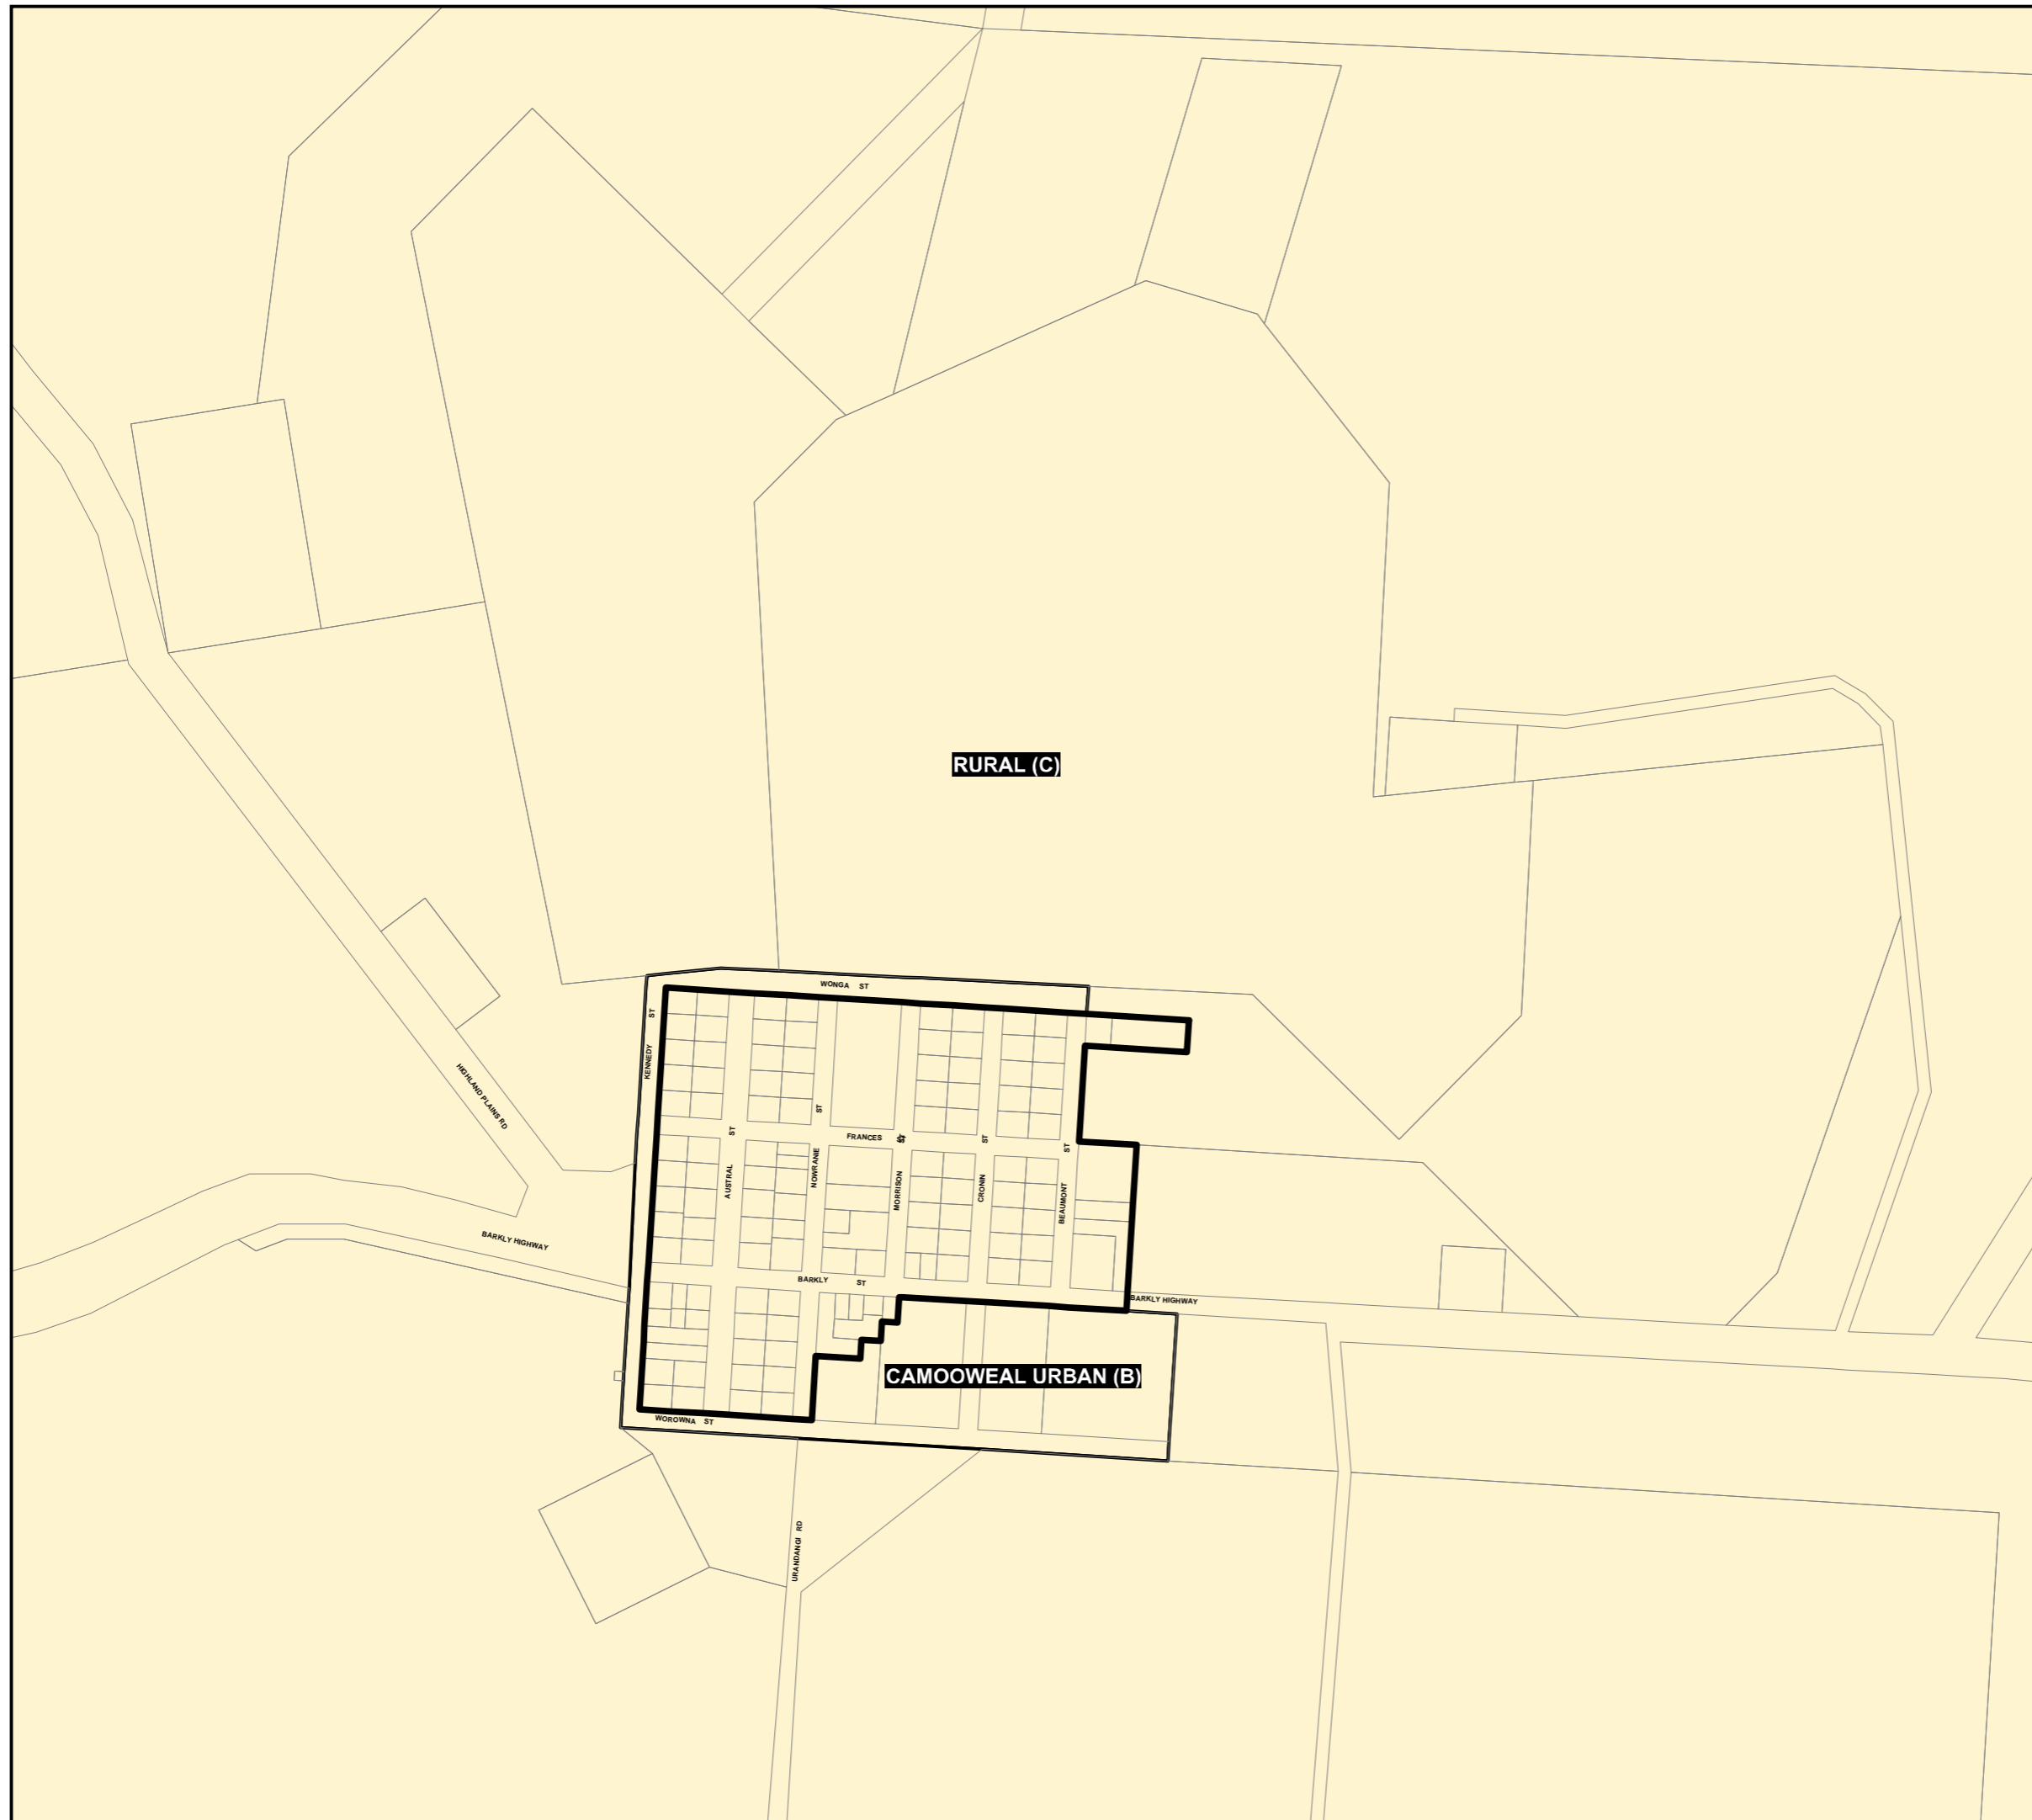 RURAL (C)
WONGA ST
KENNEDY ST
HIGHLAND PLAINS RD
FRANCES ST
AUSTRAL ST
NOWRANIE ST
MORRISON ST
CRONIN ST
BEAUMONT ST
BARKLY HIGHWAY
BARKLY ST
BARKLY HIGHWAY
CAMOOWEAL URBAN (B)
WOROWNA ST
URANDANGI RD